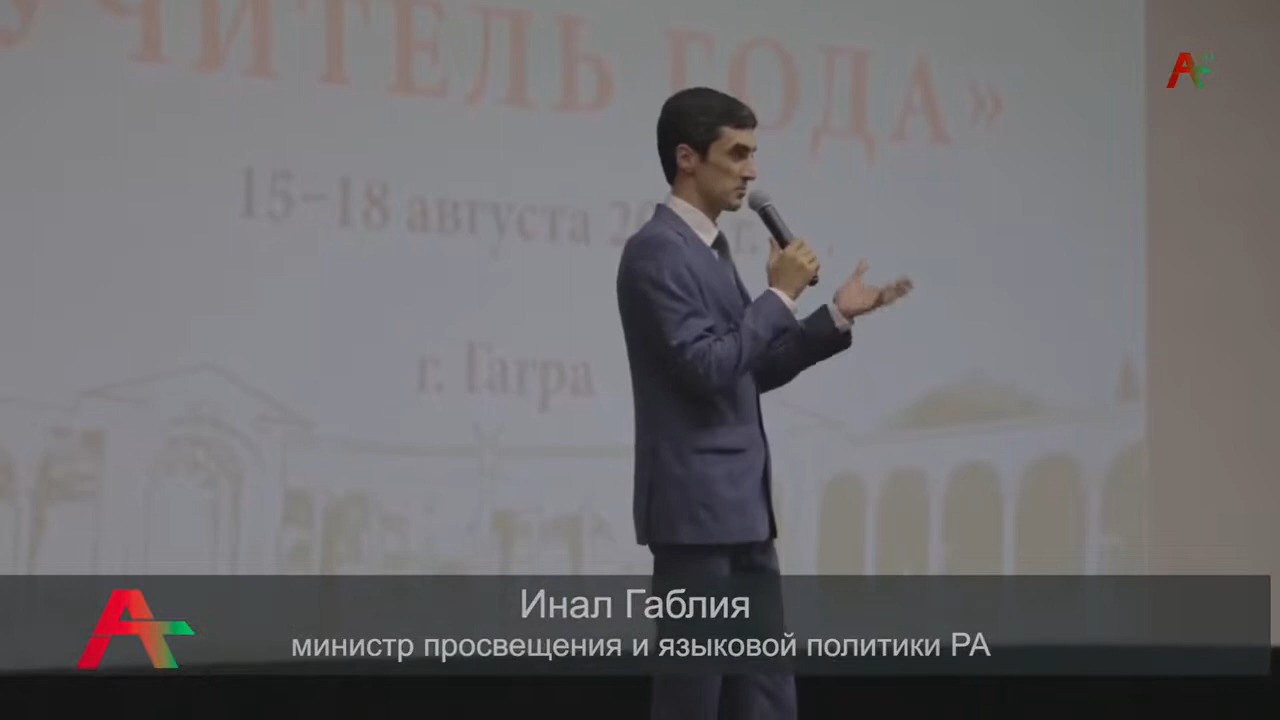 УЧИТЕЛЬ ГОДА»
15–18 августа
г. Гагра
Инал Габлия
министр просвещения и языковой политики РА